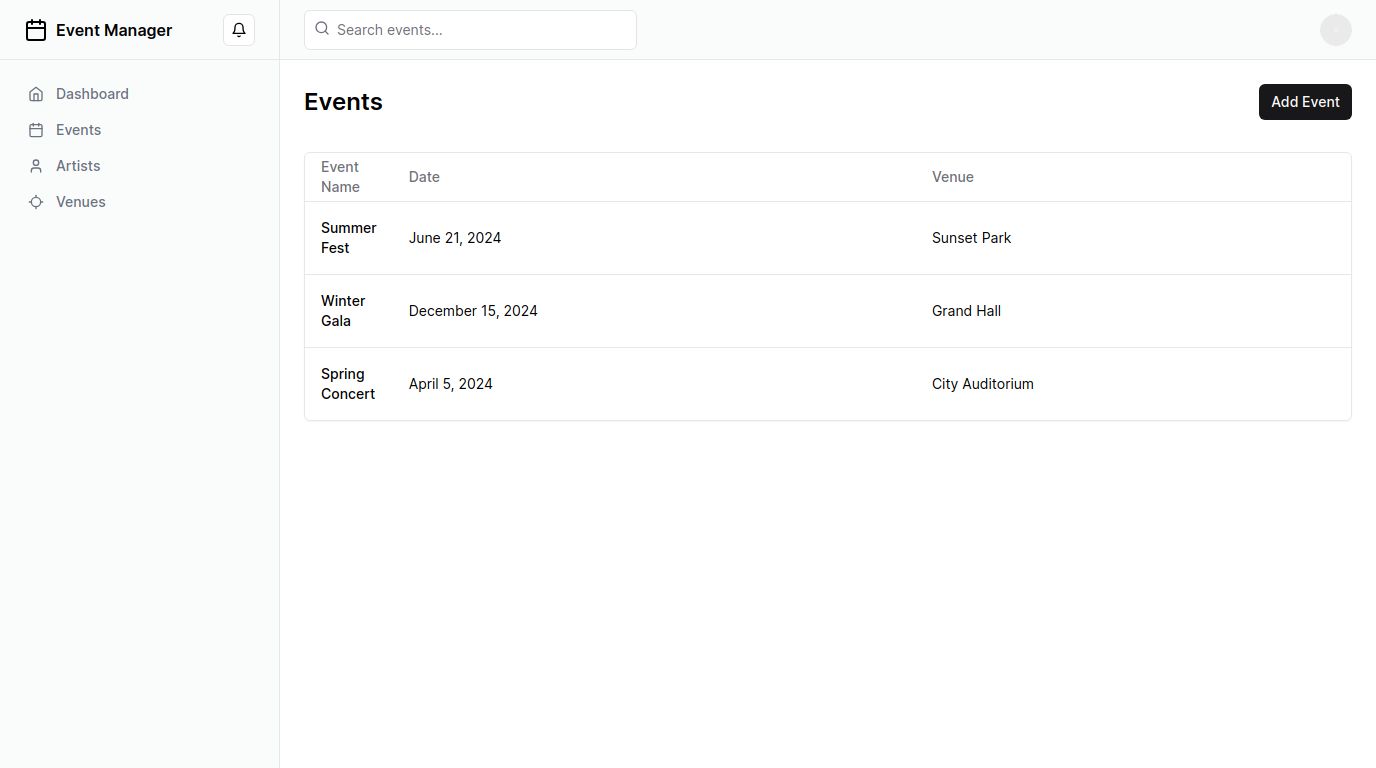 Event Manager
Search events...
Dashboard
Events
Artists
Venues
Events
Add Event
Event
Name
Date
Venue
Summer
Fest
June 21, 2024
Sunset Park
Winter
Gala
December 15, 2024
Grand Hall
Spring
Concert
April 5, 2024
City Auditorium